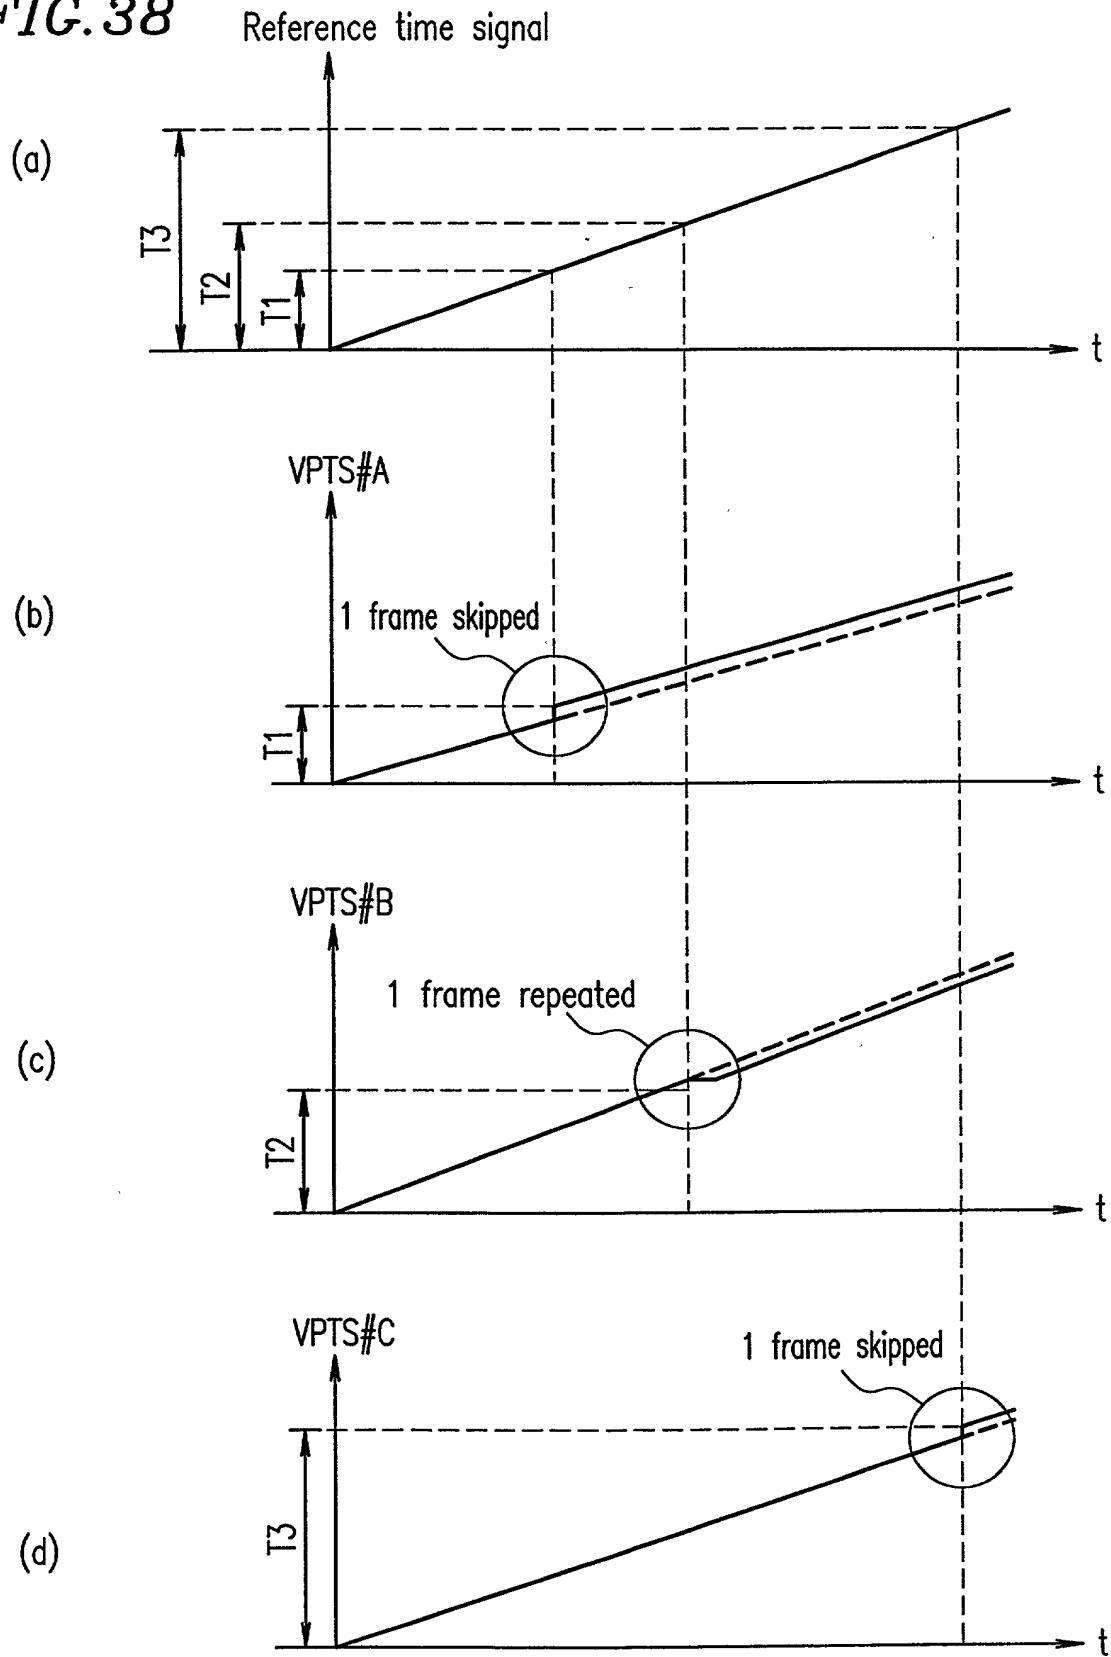 FIG.38
Reference time signal
(a)
T3
T2
T1
t
VPTS#A
(b)
1 frame skipped
T1
t
VPTS#B
1 frame repeated
(c)
T2
t
VPTS#C
1 frame skipped
(d)
T3
t